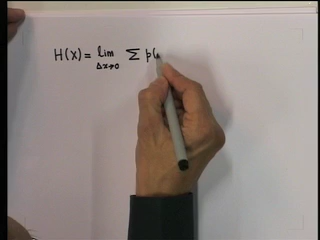 H(X) = lim Σ p(
Δx→0